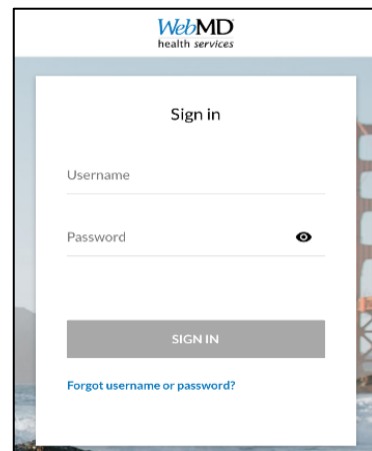 WebMD
health services
Sign in
Username
Password
SIGN IN
Forgot username or password?